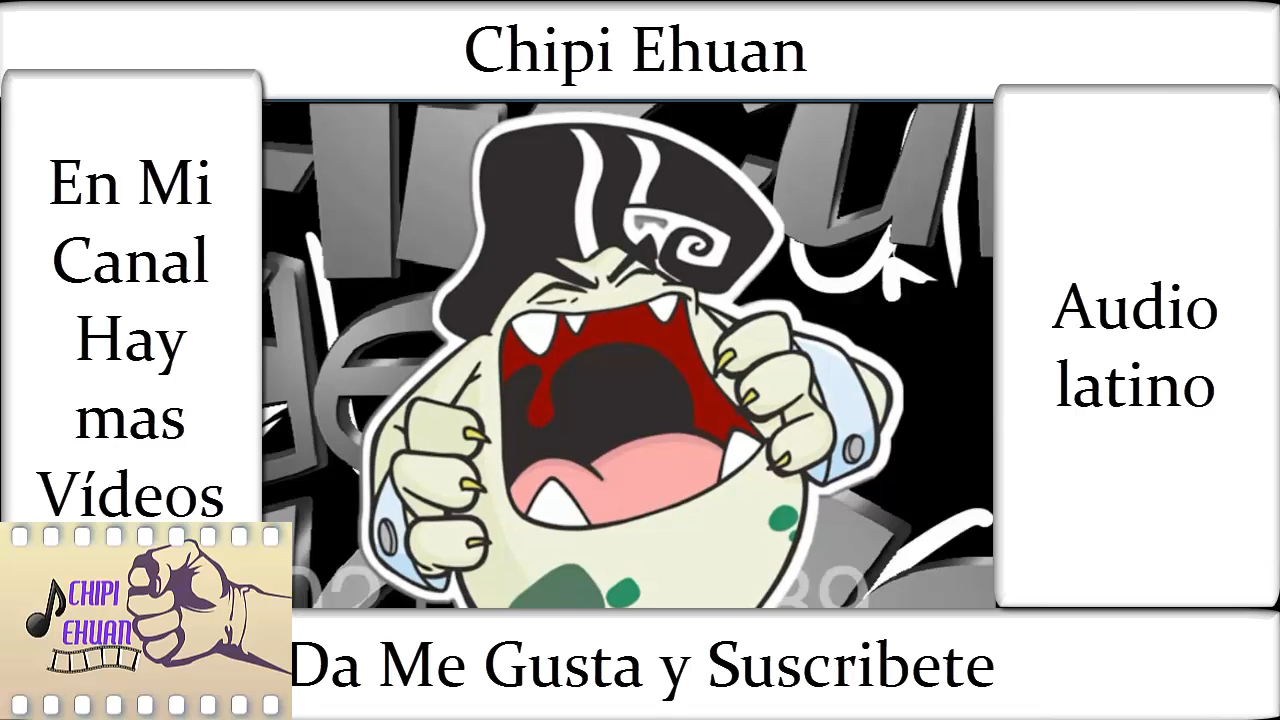 Chipi Ehuan
En Mi
Canal
Hay
mas
Vídeos
Audio
latino
CHIPI
EHUAN
Da Me Gusta y Suscribete